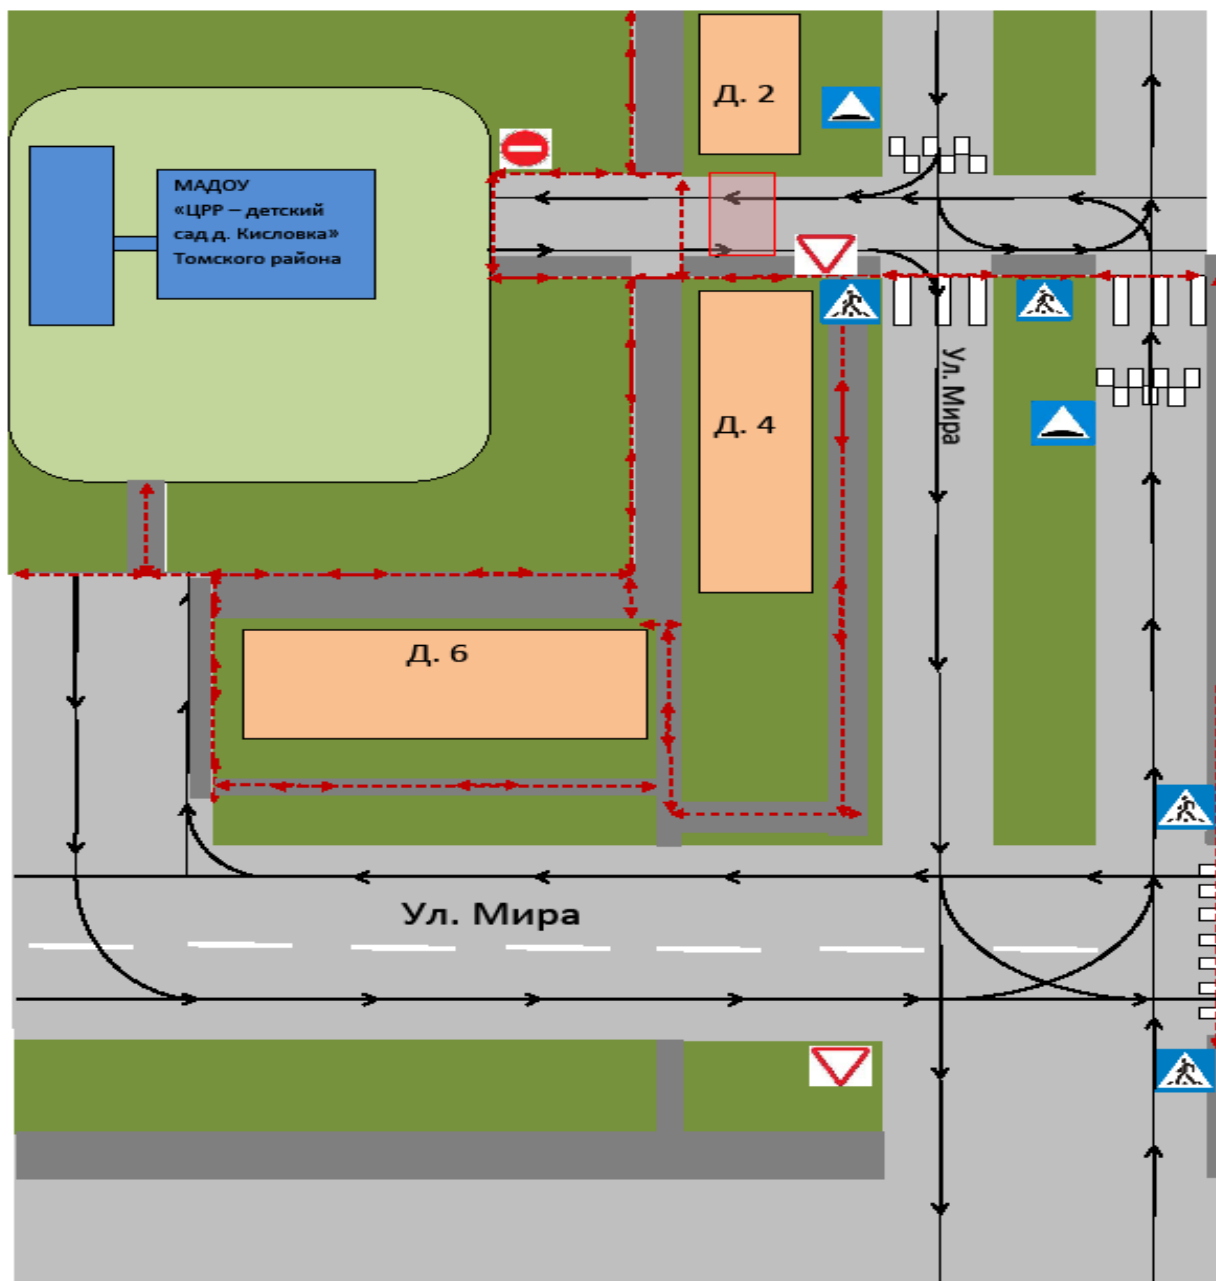 Д. 2
МАДОУ
«ЦРР – детский
сад д. Кисловка»
Томского района
Ул. Мира
Д. 4
Д. 6
Ул. Мира